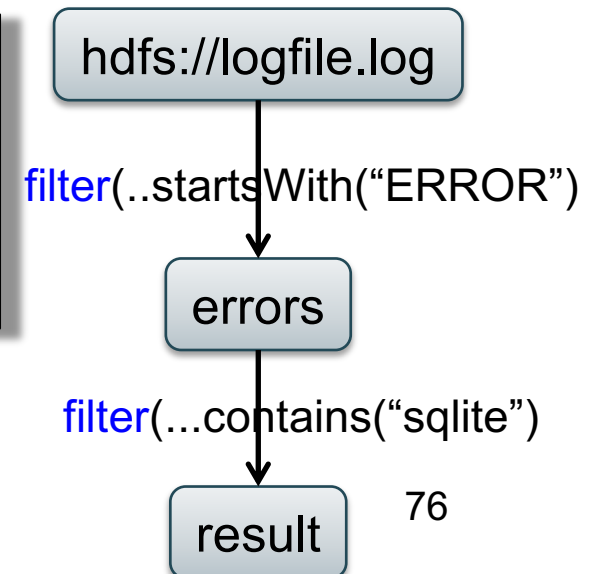 hdfs://logfile.log
filter(..startsWith(“ERROR”)
errors
filter(...contains(“sqlite”)
76
result